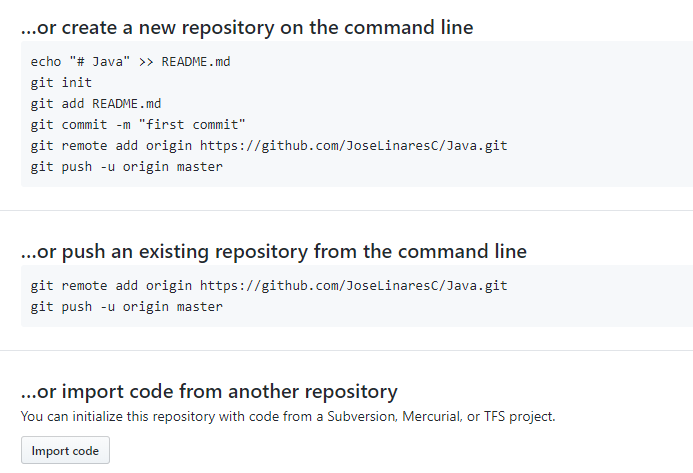 …or create a new repository on the command line
echo "# Java" >> README.md
git init
git add README.md
git commit -m "first commit"
git remote add origin https://github.com/JoseLinaresC/Java.git
git push -u origin master
…or push an existing repository from the command line
git remote add origin https://github.com/JoseLinaresC/Java.git
git push -u origin master
…or import code from another repository
You can initialize this repository with code from a Subversion, Mercurial, or TFS project.
Import code